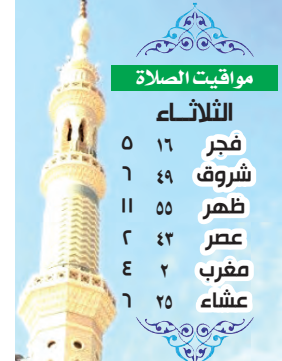 مواقيت الصلاة
الثلاثـاء
فجر ١٦ ٥
شروق ٤٩ ٦
ظهر ٥٥ ١١
عصر ٤٣ ٢
مغرب ٢ ٤
عشاء ٢٥ ٦